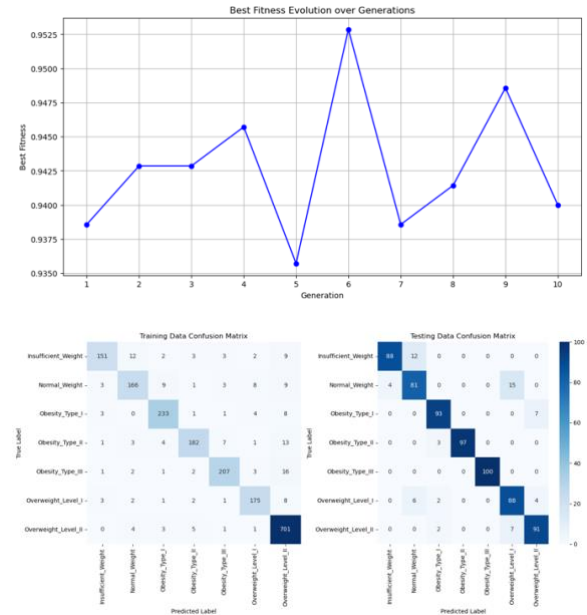 Best Fitness Evolution over Generations
0.9525
0.9500
0.9475
0.9450
0.9425
0.9400
0.9375
0.9350
Best Fitness
1 2 3 4 5 6 7 8 9 10
Generation
Training Data Confusion Matrix
True Label
Insufficient_Weight 151 12 2 3 3 2 9
Normal_Weight 3 166 9 1 3 8 9
Obesity_Type_I 3 0 233 1 1 4 8
Obesity_Type_II 1 3 4 182 7 1 13
Obesity_Type_III 1 2 1 2 207 3 16
Overweight_Level_I 3 2 1 2 1 175 8
Overweight_Level_II 0 4 3 5 1 1 701
Insufficient_Weight
Normal_Weight
Obesity_Type_I
Obesity_Type_II
Obesity_Type_III
Overweight_Level_I
Overweight_Level_II
Predicted Label
Testing Data Confusion Matrix
True Label
88 12 0 0 0 0 0
4 81 0 0 0 15 0
0 0 93 0 0 0 7
0 0 3 97 0 0 0
0 0 0 0 100 0 0
0 6 2 0 0 88 4
0 0 2 0 0 7 91
Insufficient_Weight
Normal_Weight
Obesity_Type_I
Obesity_Type_II
Obesity_Type_III
Overweight_Level_I
Overweight_Level_II
Predicted Label
100
80
60
40
20
0